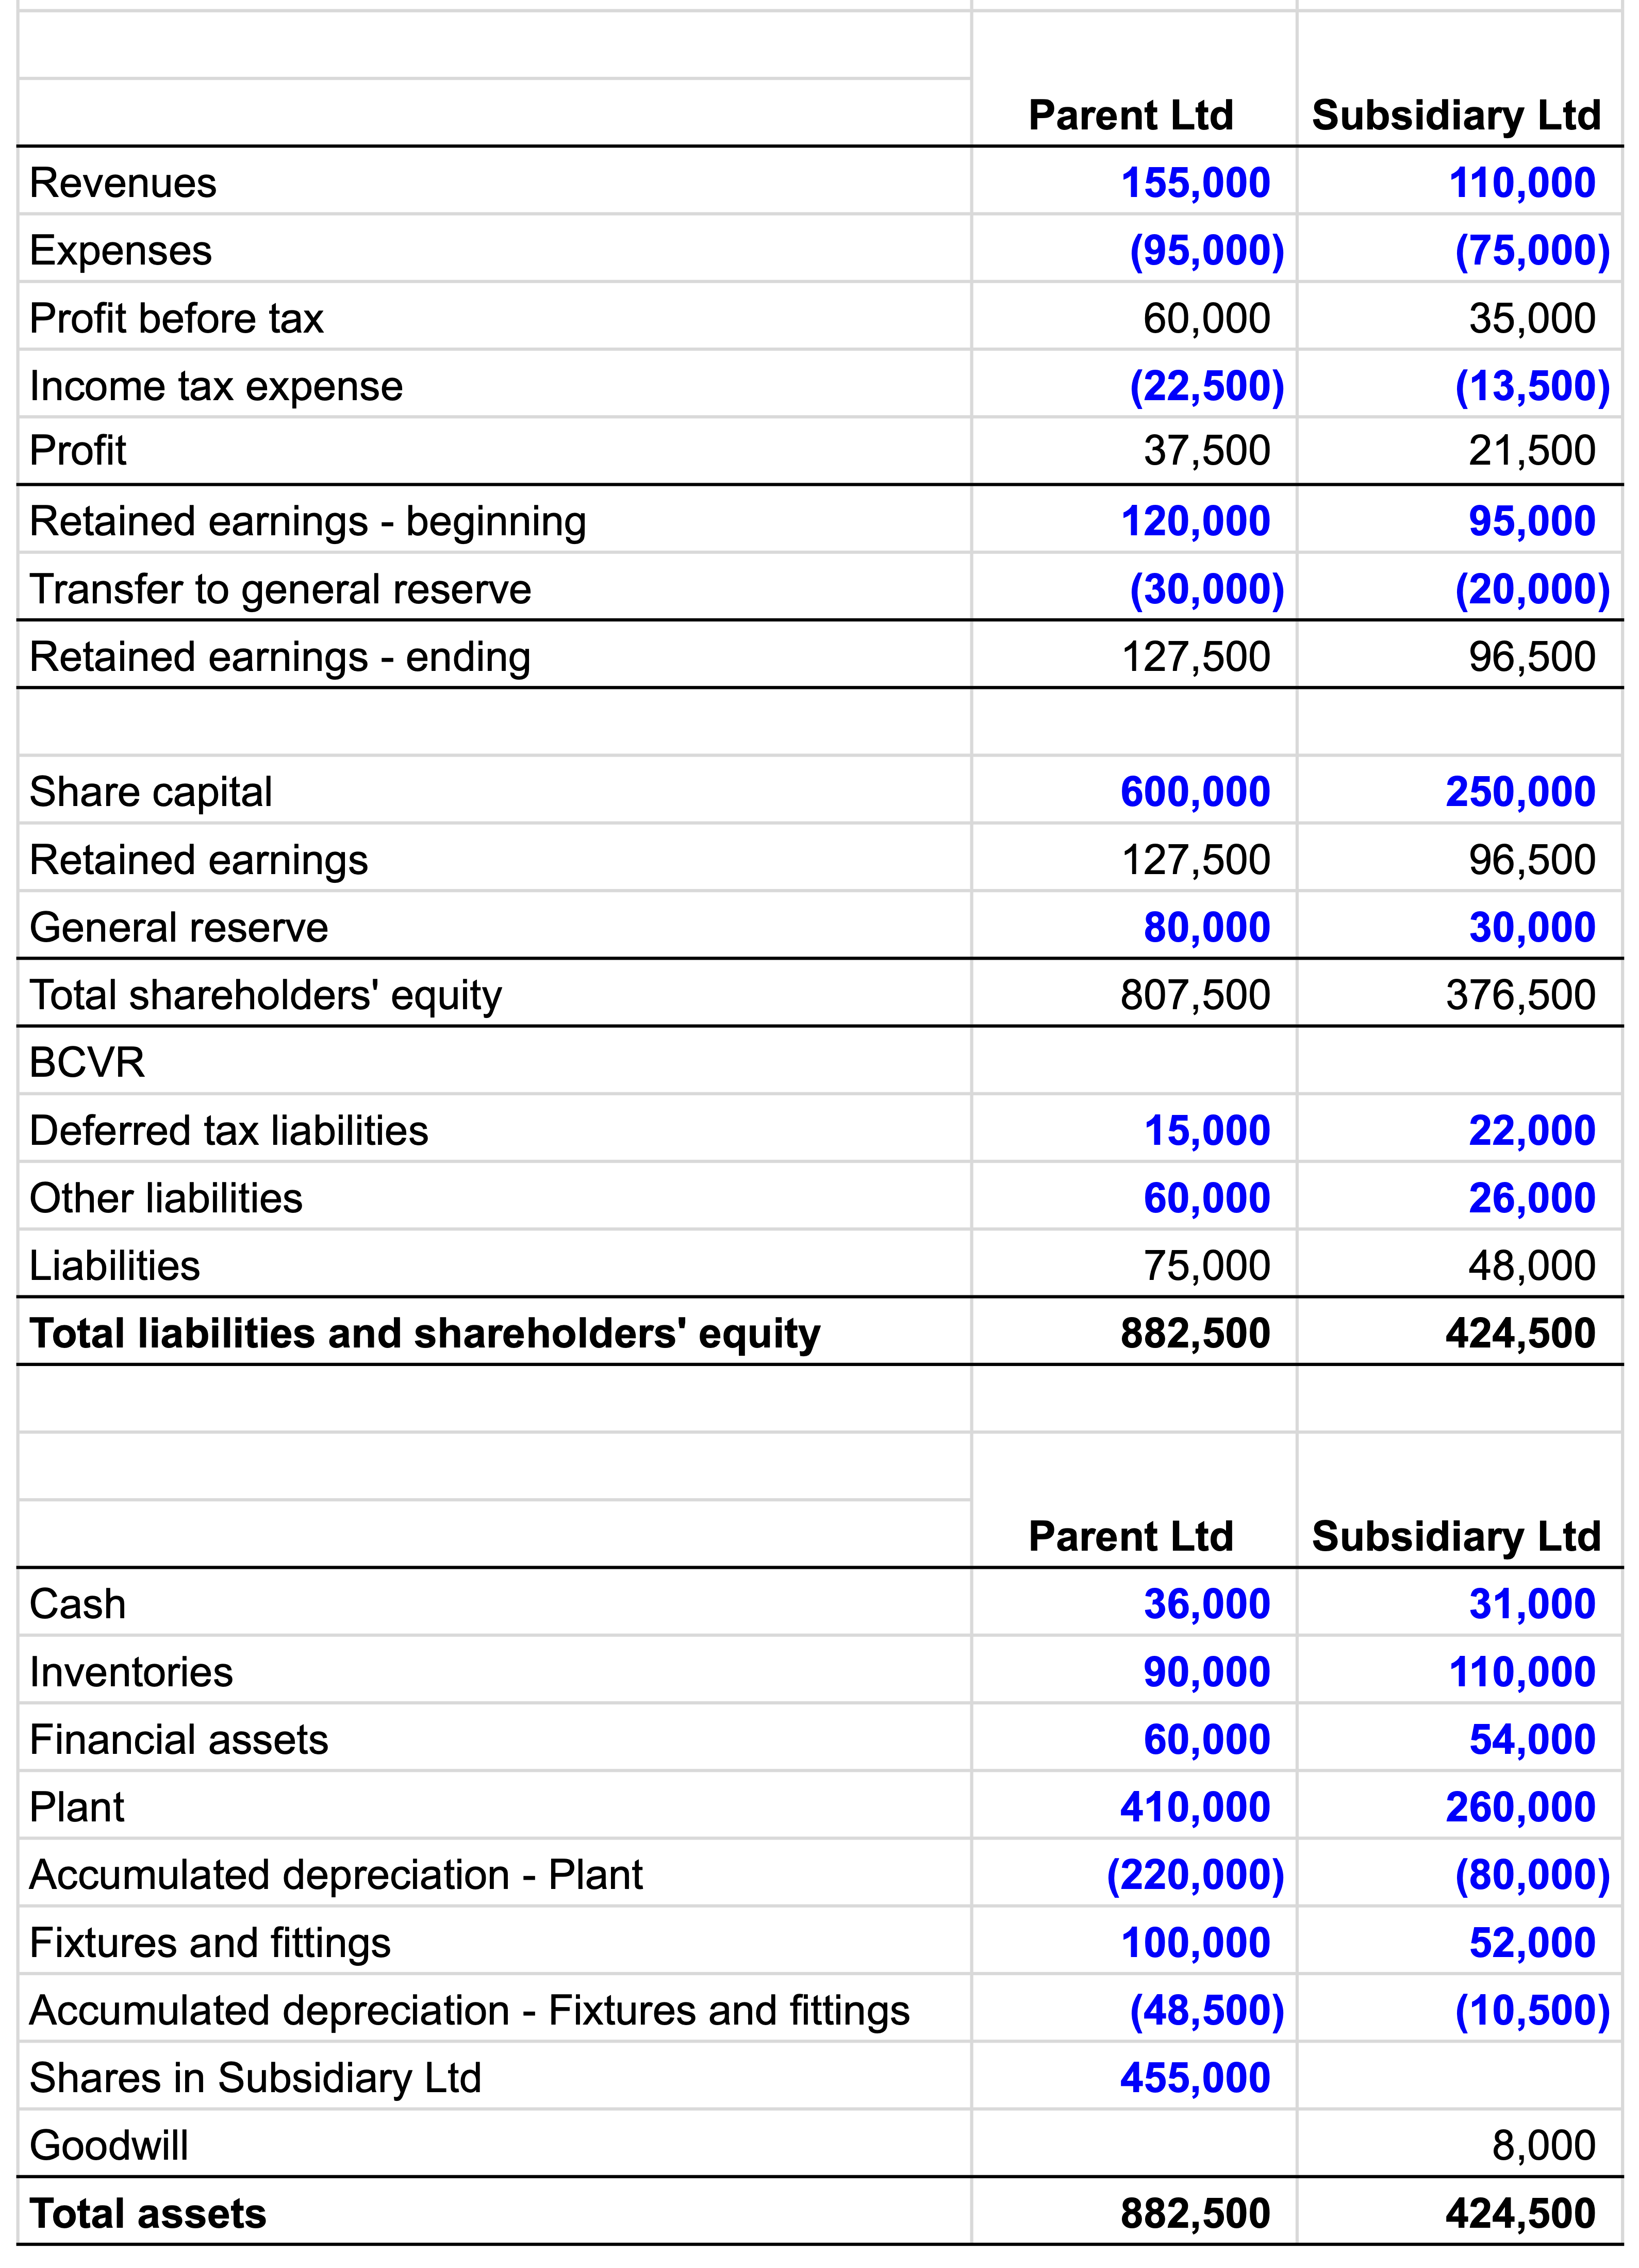 Parent Ltd Subsidiary Ltd
Revenues 155,000 110,000
Expenses (95,000) (75,000)
Profit before tax 60,000 35,000
Income tax expense (22,500) (13,500)
Profit 37,500 21,500
Retained earnings - beginning 120,000 95,000
Transfer to general reserve (30,000) (20,000)
Retained earnings - ending 127,500 96,500
Share capital 600,000 250,000
Retained earnings 127,500 96,500
General reserve 80,000 30,000
Total shareholders' equity 807,500 376,500
BCVR
Deferred tax liabilities 15,000 22,000
Other liabilities 60,000 26,000
Liabilities 75,000 48,000
Total liabilities and shareholders' equity 882,500 424,500
Parent Ltd Subsidiary Ltd
Cash 36,000 31,000
Inventories 90,000 110,000
Financial assets 60,000 54,000
Plant 410,000 260,000
Accumulated depreciation - Plant (220,000) (80,000)
Fixtures and fittings 100,000 52,000
Accumulated depreciation - Fixtures and fittings (48,500) (10,500)
Shares in Subsidiary Ltd 455,000
Goodwill 8,000
Total assets 882,500 424,500